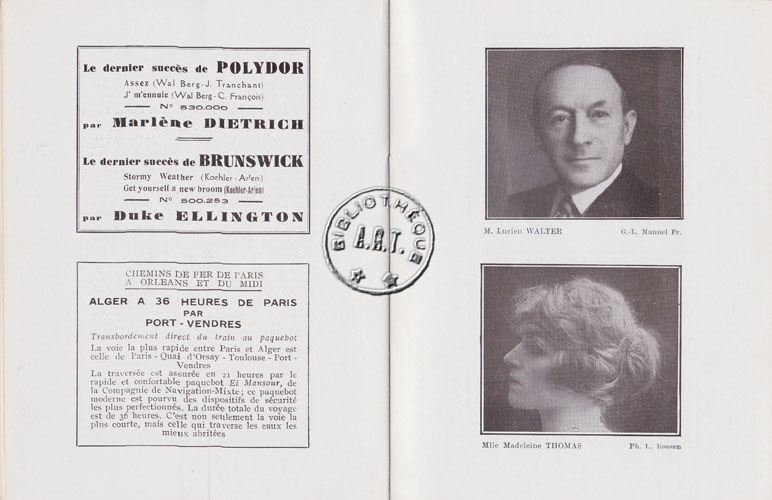 Le dernier succès de POLYDOR
Assez (Wal Berg-J. Tranchant)
J' m'ennuie (Wal Berg-C. François)
N° 530.000
par Marlène DIETRICH
Le dernier succès de BRUNSWICK
Stormy Weather (Koehler-Arlen)
Get yourself a new broom (Koehler-Arlen)
N° 500.253
par Duke ELLINGTON
CHEMINS DE FER DE PARIS
A ORLEANS ET DU MIDI
ALGER A 36 HEURES DE PARIS
PAR
PORT-VENDRES
Transbordement direct du train au paquebot
La voie la plus rapide entre Paris et Alger est
celle de Paris - Quai d'Orsay - Toulouse - Port-
Vendres
La traversée est assurée en 21 heures par le
rapide et confortable paquebot El Mansour, de
la Compagnie de Navigation-Mixte ; ce paquebot
moderne est pourvu des dispositifs de sécurité
les plus perfectionnés. La durée totale du voyage
est de 36 heures. C'est non seulement la voie la
plus courte, mais celle qui traverse les eaux les
mieux abritées
BIBLIOTHÈQUE
A.R.T.
M. Lucien WALTER G.-L. Manuel Fr.
Mlle Madeleine THOMAS Ph. L. Roosen